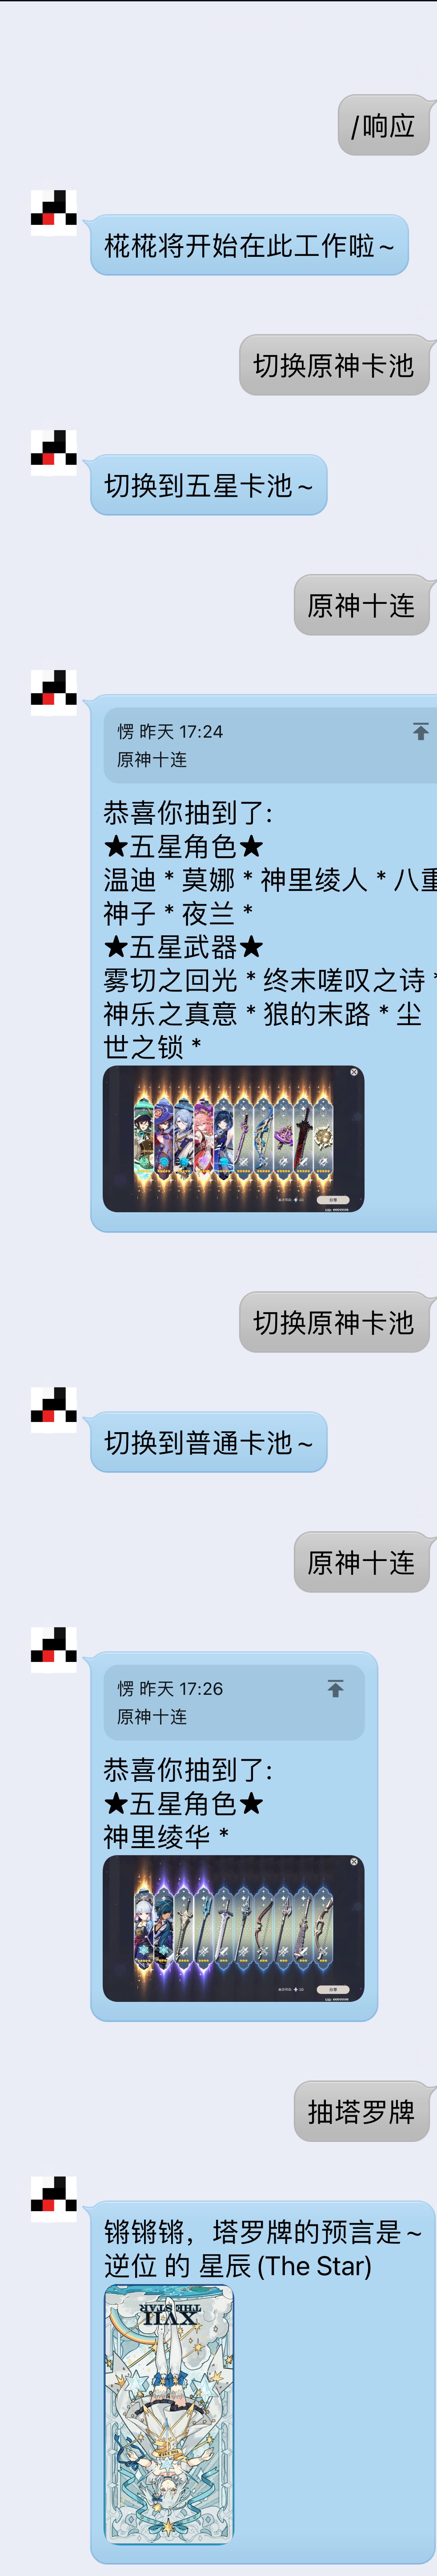 /响应
椛椛将开始在此工作啦~
切换原神卡池
切换到五星卡池~
原神十连
愣 昨天 17:24
原神十连
恭喜你抽到了:
★五星角色★
温迪 * 莫娜 * 神里绫人 * 八重
神子 * 夜兰 *
★五星武器★
雾切之回光 * 终末嗟叹之诗 *
神乐之真意 * 狼的末路 * 尘
世之锁 *
切换原神卡池
切换到普通卡池~
原神十连
愣 昨天 17:26
原神十连
恭喜你抽到了:
★五星角色★
神里绫华 *
抽塔罗牌
锵锵锵，塔罗牌的预言是~
逆位 的 星辰(The Star)
XVII
THE STAR